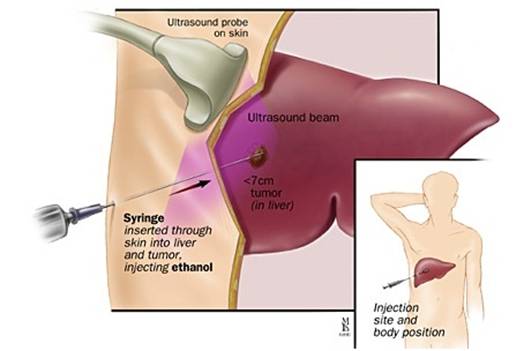 Ultrasound probe
on skin
Ultrasound beam
<7cm
tumor
(in liver)
Syringe
inserted through
skin into liver
and tumor,
injecting ethanol
Injection
site and
body position